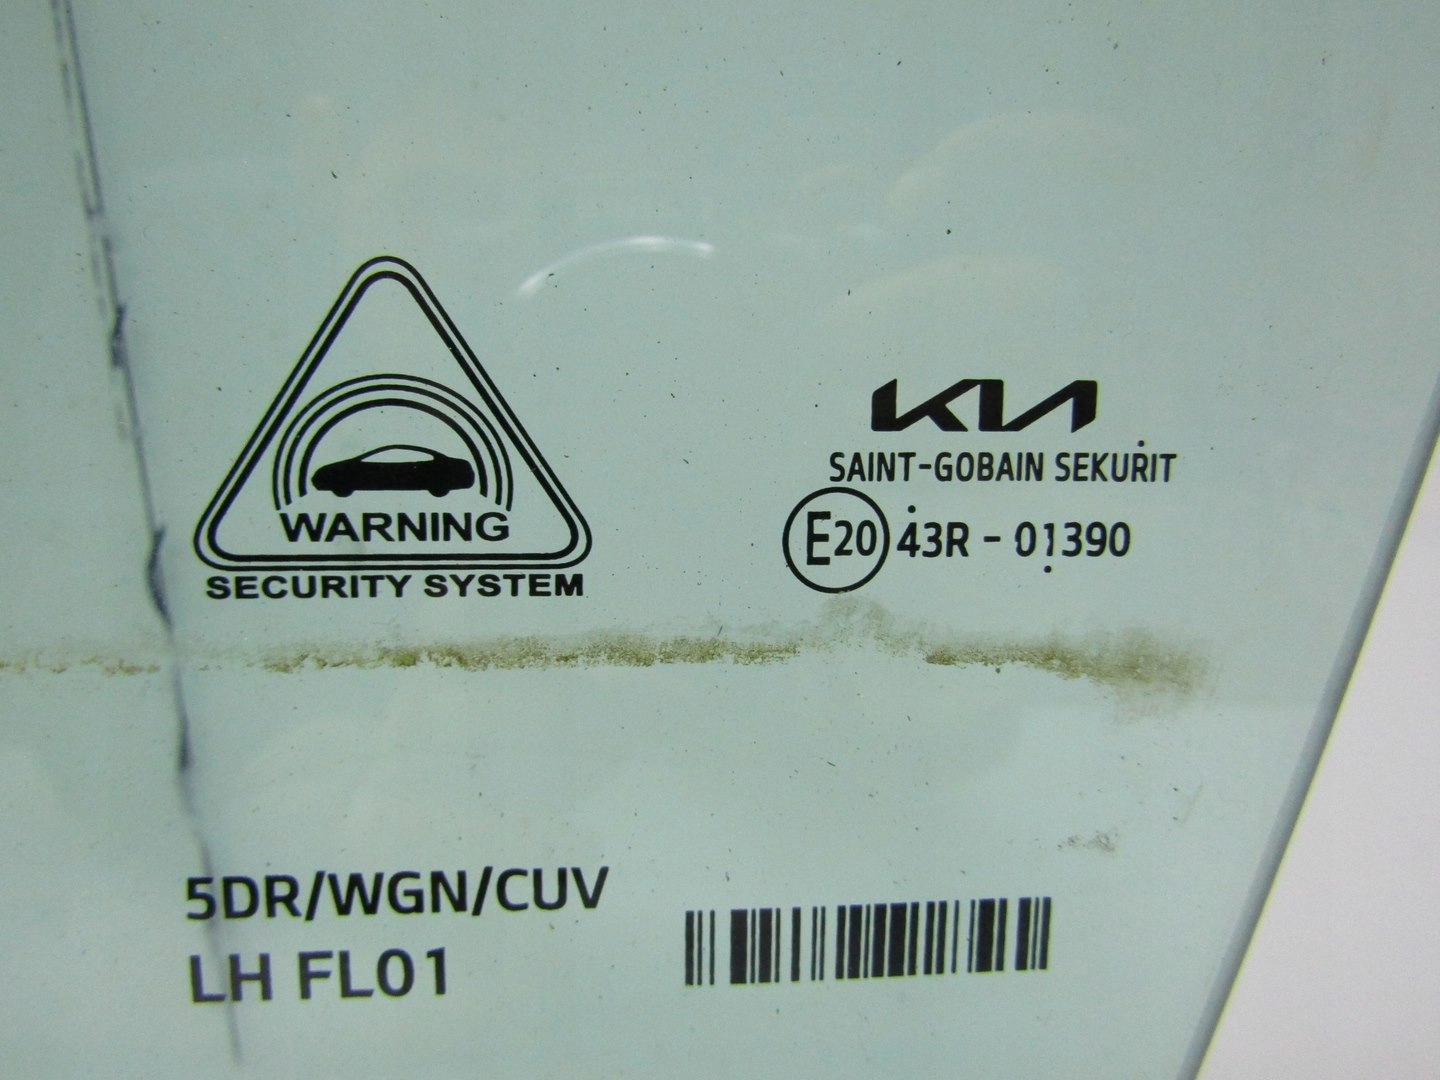 WARNING
SECURITY SYSTEM
KIA
SAINT-GOBAIN SEKURIT
E20 43R - 01390
5DR/WGN/CUV
LH FL01